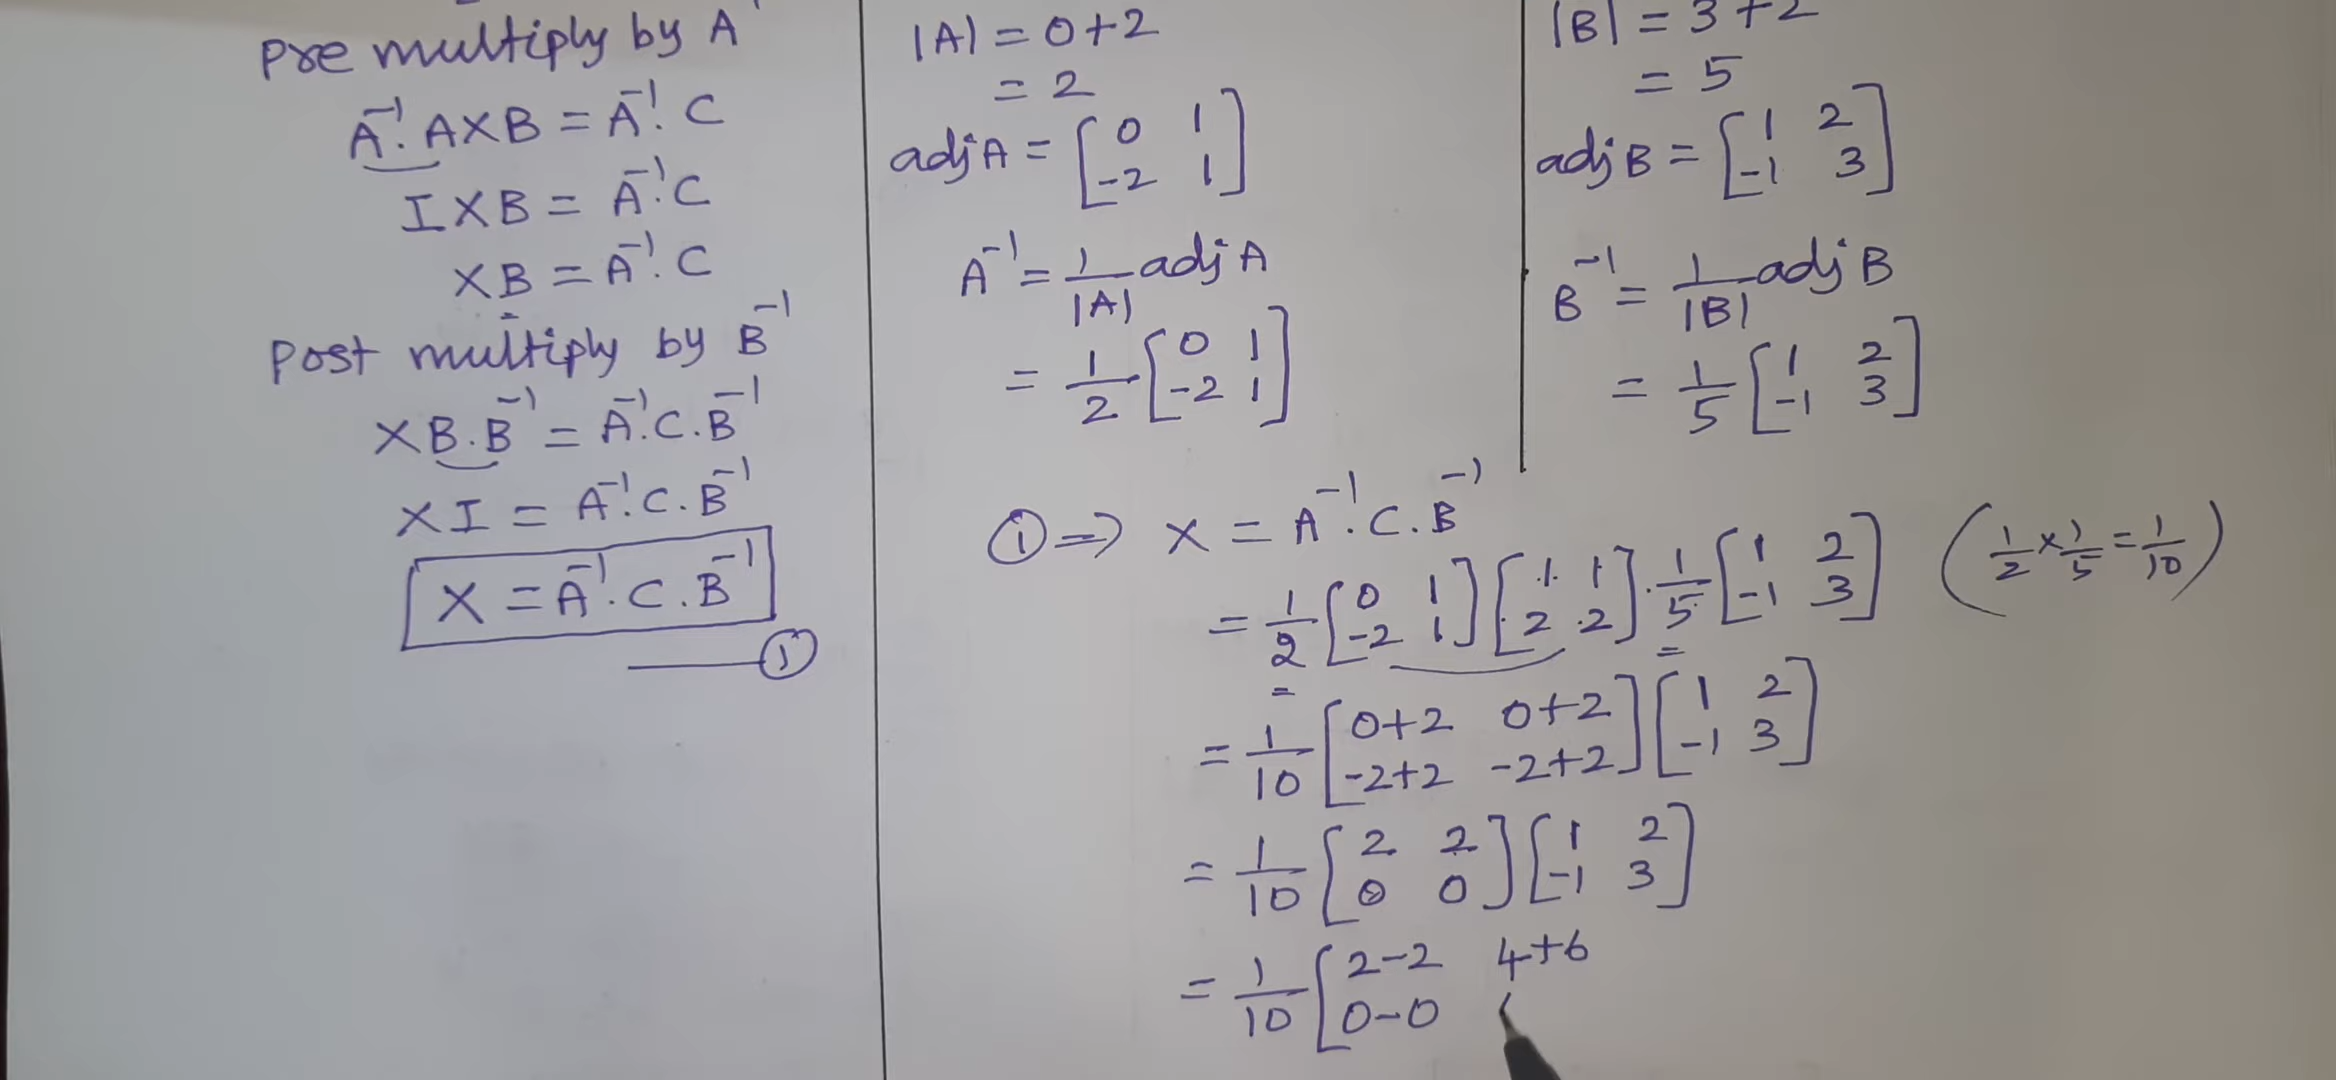 Pre multiply by A⁻¹
A⁻¹.AXB = A⁻¹.C
IXB = A⁻¹.C
XB = A⁻¹.C
Post multiply by B⁻¹
XB.B⁻¹ = A⁻¹.C.B⁻¹
XI = A⁻¹.C.B⁻¹
X = A⁻¹.C.B⁻¹
①
|A| = 0+2
= 2
adj A = [0 1
-2 1]
A⁻¹ = 1/|A| adj A
= 1/2 [0 1
-2 1]
|B| = 3+2
= 5
adj B = [1 2
-1 3]
B⁻¹ = 1/|B| adj B
= 1/5 [1 2
-1 3]
① ⇒ X = A⁻¹.C.B⁻¹
= 1/2 [0 1
-2 1] [1 1
2 2] . 1/5 [1 2
-1 3] (1/2 × 1/5 = 1/10)
= 1/10 [0+2 0+2
-2+2 -2+2] [1 2
-1 3]
= 1/10 [2 2
0 0] [1 2
-1 3]
= 1/10 [2-2 4+6
0-0